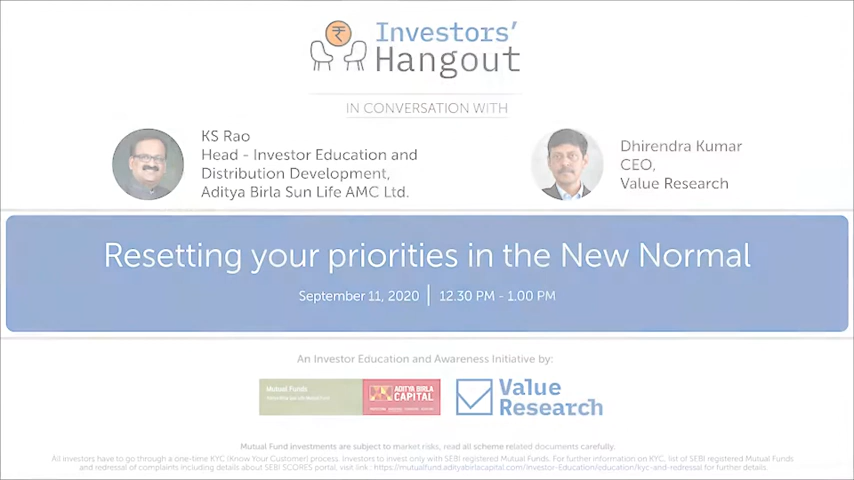 Investors'
Hangout
IN CONVERSATION WITH
KS Rao
Head - Investor Education and
Distribution Development,
Aditya Birla Sun Life AMC Ltd.
Dhirendra Kumar
CEO,
Value Research
Resetting your priorities in the New Normal
September 11, 2020 | 12.30 PM - 1.00 PM
An Investor Education and Awareness Initiative by:
Mutual Funds
ADITYA BIRLA
CAPITAL
Value
Research
Mutual Fund investments are subject to market risks, read all scheme related documents carefully.
All investors have to go through a one-time KYC (Know Your Customer) process. Investors to invest only with SEBI registered Mutual Funds. For further information on KYC, list of SEBI registered Mutual Funds
and redressal of complaints including details about SEBI SCORES portal, visit link : https://mutualfund.adityabirlacapital.com/Investor-Education/education/kyc-and-redressal for further details.